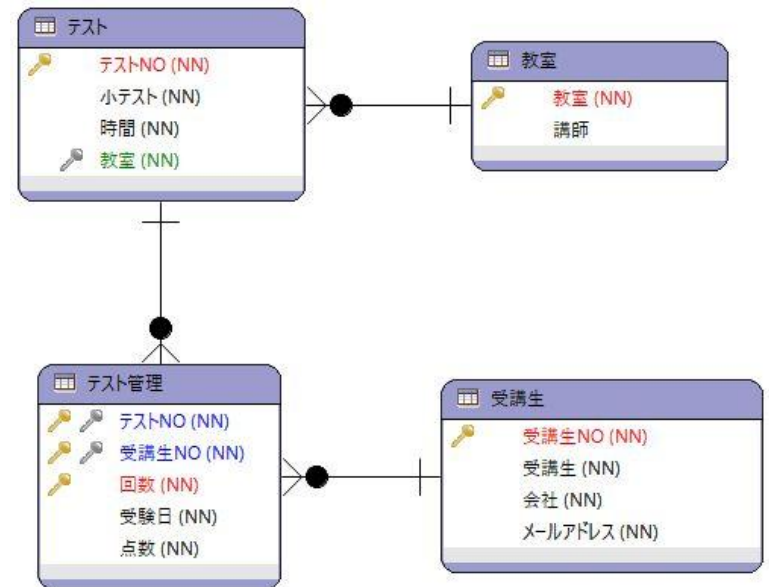 テスト
テストNO (NN)
小テスト (NN)
時間 (NN)
教室 (NN)
教室
教室 (NN)
講師
テスト管理
テストNO (NN)
受講生NO (NN)
回数 (NN)
受験日 (NN)
点数 (NN)
受講生
受講生NO (NN)
受講生 (NN)
会社 (NN)
メールアドレス (NN)